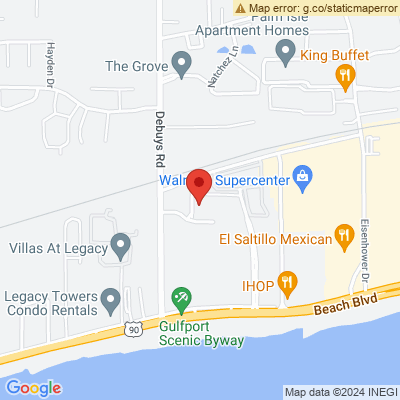 Map error: g.co/staticmaperror
Palm Isle
Apartment Homes
Hayden Dr
Natchez Ln
King Buffet
The Grove
Debuys Rd
Supercenter
El Saltillo Mexican
Eisenhower Dr.
Villas At Legacy
IHOP
Legacy Towers
Condo Rentals
Beach Blvd
90
Gulfport
Scenic Byway
Google
Map data ©2024 INEGI